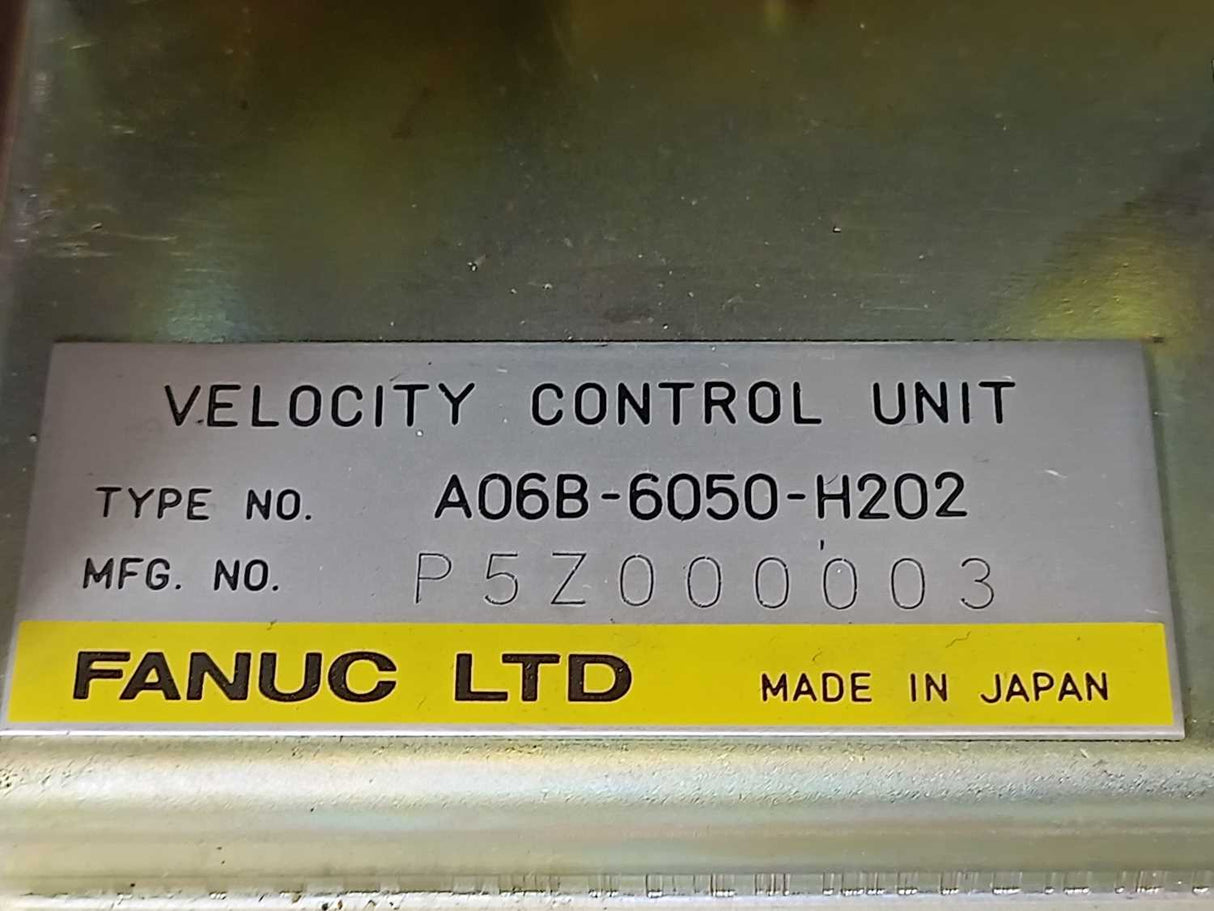 VELOCITY CONTROL UNIT
TYPE NO. A06B-6050-H202
MFG. NO. P5Z000003
FANUC LTD MADE IN JAPAN